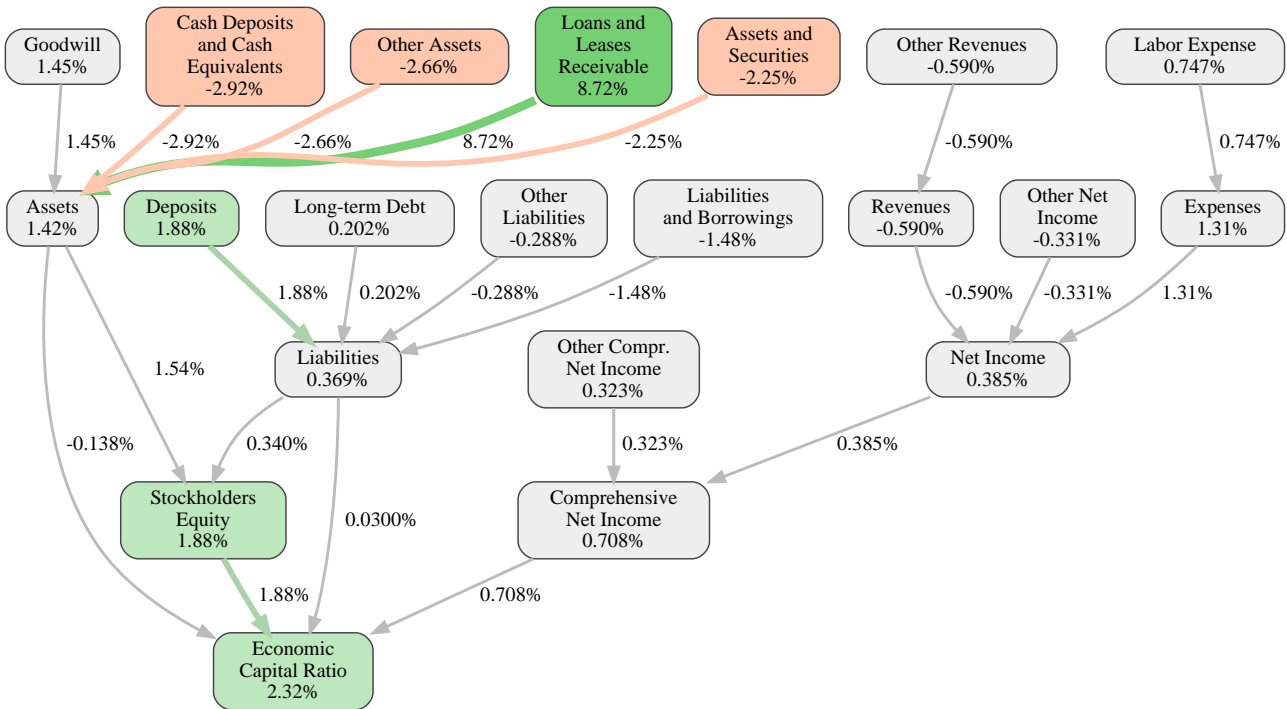 Goodwill
1.45%
Cash Deposits
and Cash
Equivalents
-2.92%
Other Assets
-2.66%
Loans and
Leases
Receivable
8.72%
Assets and
Securities
-2.25%
Other Revenues
-0.590%
Labor Expense
0.747%
1.45%
-2.92%
-2.66%
8.72%
-2.25%
-0.590%
0.747%
Assets
1.42%
Deposits
1.88%
Long-term Debt
0.202%
Other
Liabilities
-0.288%
Liabilities
and Borrowings
-1.48%
Revenues
-0.590%
Other Net
Income
-0.331%
Expenses
1.31%
1.88%
0.202%
-0.288%
-1.48%
-0.590%
-0.331%
1.31%
1.54%
Liabilities
0.369%
Other Compr.
Net Income
0.323%
Net Income
0.385%
-0.138%
0.340%
0.323%
0.385%
Stockholders
Equity
1.88%
0.0300%
Comprehensive
Net Income
0.708%
1.88%
0.708%
Economic
Capital Ratio
2.32%